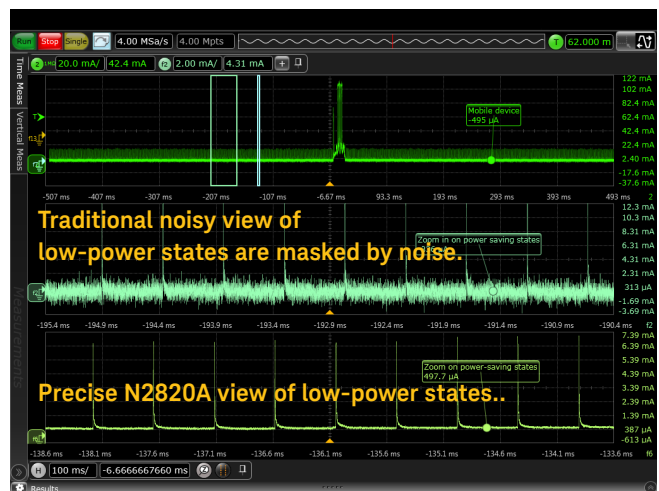 Run Stop Single 4.00 MSa/s 4.00 Mpts T 62.000 m
2 1MΩ 20.0 mA/ 42.4 mA f2 2.00 mA/ 4.31 mA +
Time Meas
Vertical Meas
Measurements
122 mA
102 mA
82.4 mA
62.4 mA
42.4 mA
22.4 mA
2.40 mA
-17.6 mA
-37.6 mA
Mobile device
-495 µA
-507 ms -407 ms -307 ms -207 ms -107 ms -6.67 ms 93.3 ms 193 ms 293 ms 393 ms 493 ms 2
12.3 mA
10.3 mA
8.31 mA
6.31 mA
4.31 mA
2.31 mA
313 µA
-1.69 mA
-3.69 mA
Traditional noisy view of
low-power states are masked by noise.
Zoom in on power saving states
-195.4 ms -194.9 ms -194.4 ms -193.9 ms -193.4 ms -192.9 ms -192.4 ms -191.9 ms -191.4 ms -190.9 ms -190.4 ms f2
7.39 mA
6.39 mA
5.39 mA
4.39 mA
3.39 mA
2.39 mA
1.39 mA
387 µA
-613 µA
Zoom on power-saving states
497.7 µA
Precise N2820A view of low-power states..
-138.6 ms -138.1 ms -137.6 ms -137.1 ms -136.6 ms -136.1 ms -135.6 ms -135.1 ms -134.6 ms -134.1 ms -133.6 ms f6
H 100 ms/ -6.6666667660 ms Z
Results